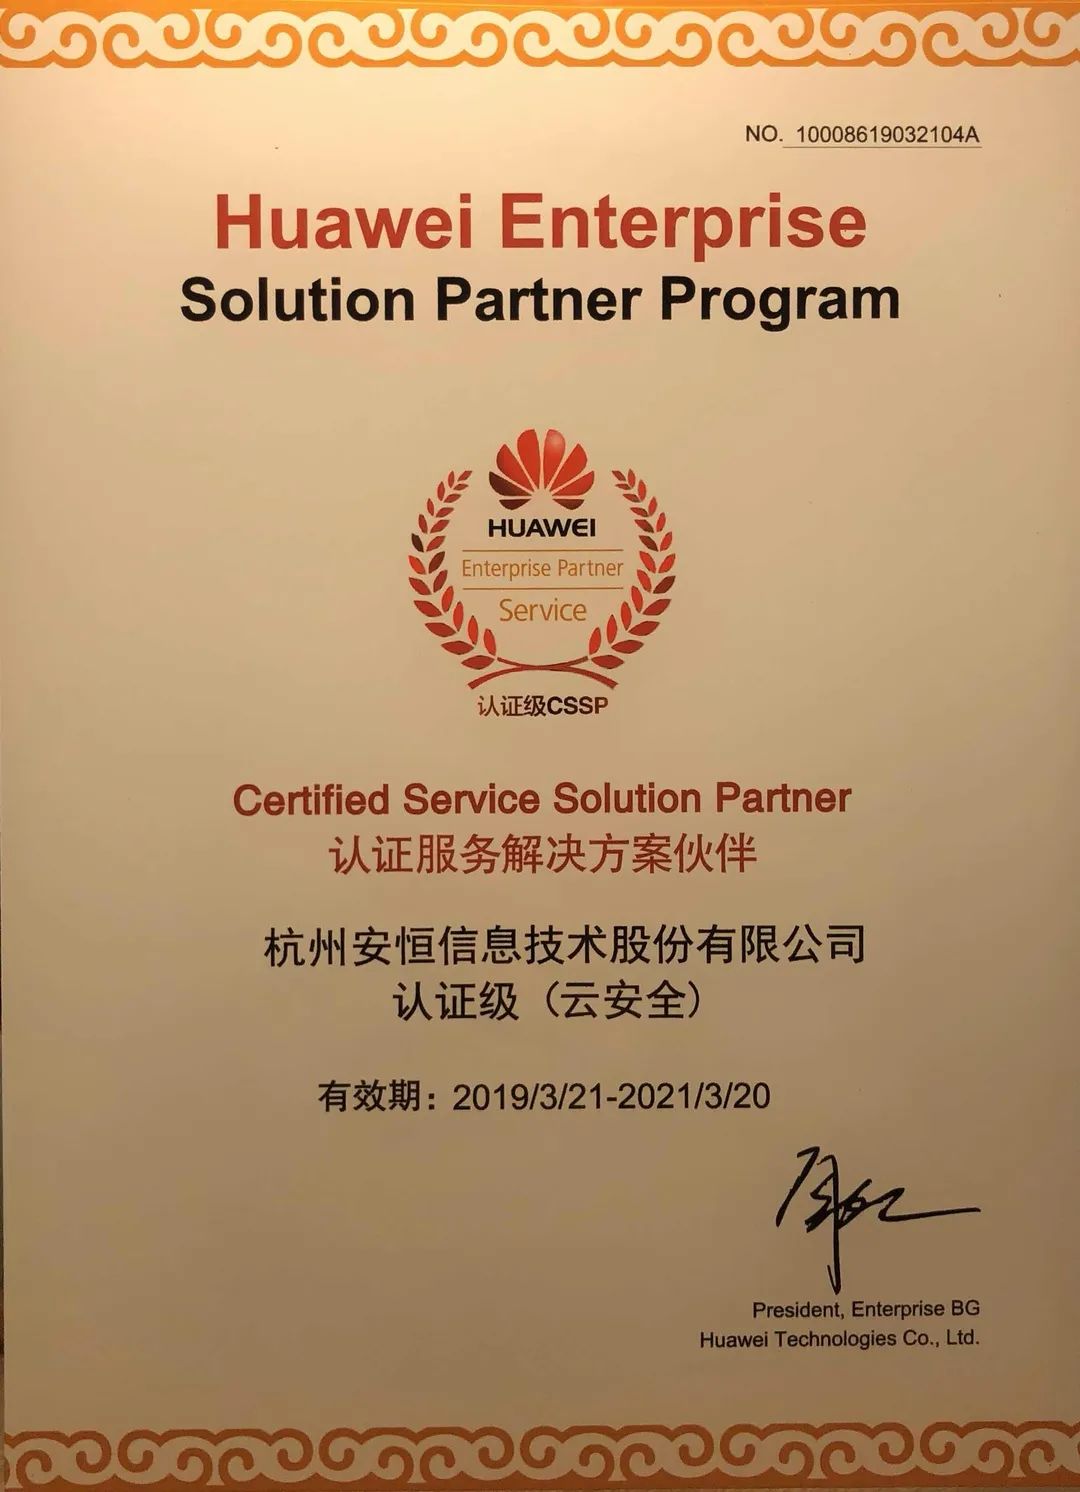 NO. 10008619032104A
Huawei Enterprise
Solution Partner Program
HUAWEI
Enterprise Partner
Service
认证级CSSP
Certified Service Solution Partner
认证服务解决方案伙伴
杭州安恒信息技术股份有限公司
认证级（云安全）
有效期：2019/3/21-2021/3/20
President, Enterprise BG
Huawei Technologies Co., Ltd.